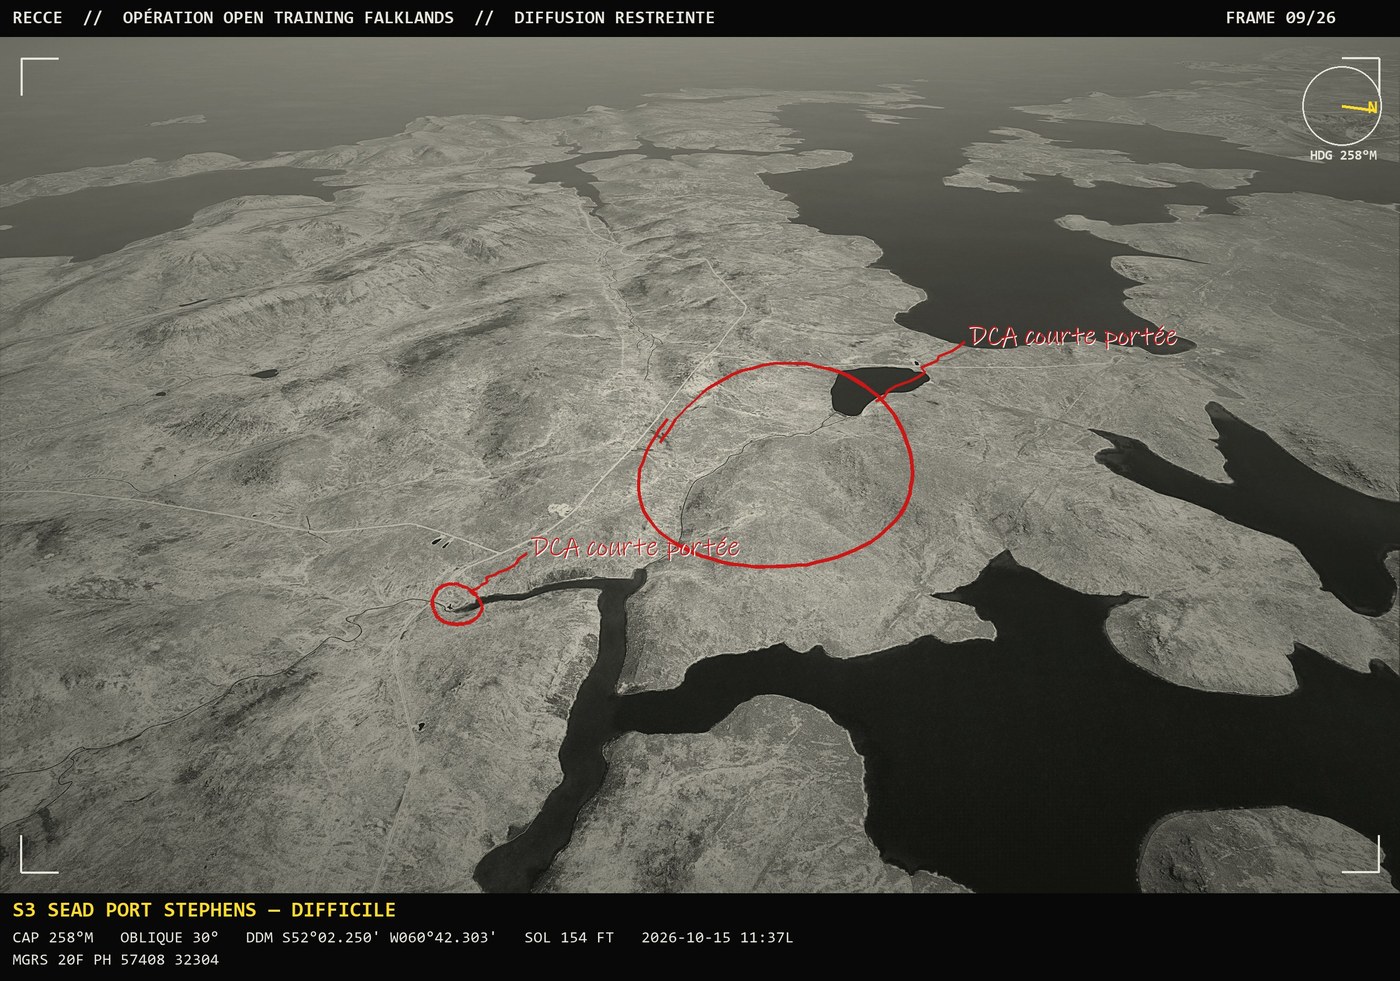 RECCE // OPÉRATION OPEN TRAINING FALKLANDS // DIFFUSION RESTREINTE FRAME 09/26
N
HDG 258°M
DCA courte portée
DCA courte portée
S3 SEAD PORT STEPHENS — DIFFICILE
CAP 258°M OBLIQUE 30° DDM S52°02.250' W060°42.303' SOL 154 FT 2026-10-15 11:37L
MGRS 20F PH 57408 32304